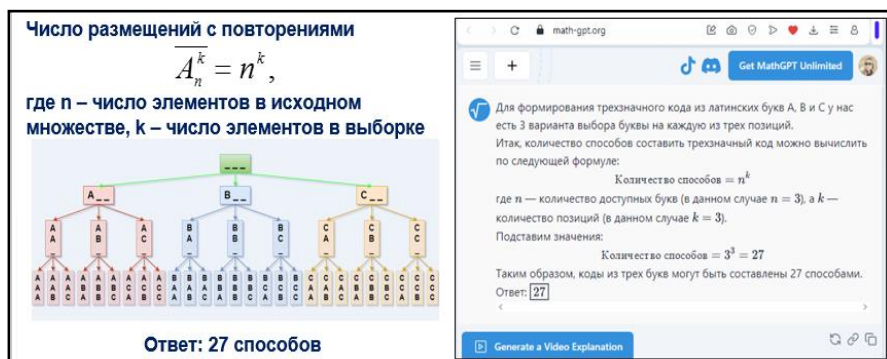 Число размещений с повторениями
A̅ₙᵏ = nᵏ,
где n – число элементов в исходном
множестве, k – число элементов в выборке
_ _ _
A _ _
B _ _
C _ _
A A _
A B _
A C _
B A _
B B _
B C _
C A _
C B _
C C _
A A A
A A B
A A C
A B A
A B B
A B C
A C A
A C B
A C C
B A A
B A B
B A C
B B A
B B B
B B C
B C A
B C B
B C C
C A A
C A B
C A C
C B A
C B B
C B C
C C A
C C B
C C C
Ответ: 27 способов
math-gpt.org
Get MathGPT Unlimited
Для формирования трехзначного кода из латинских букв A, B и C у нас
есть 3 варианта выбора буквы на каждую из трех позиций.
Итак, количество способов составить трехзначный код можно вычислить
по следующей формуле:
Количество способов = nᵏ
где n — количество доступных букв (в данном случае n = 3), а k —
количество позиций (в данном случае k = 3).
Подставим значения:
Количество способов = 3³ = 27
Таким образом, коды из трех букв могут быть составлены 27 способами.
Ответ: 27
Generate a Video Explanation